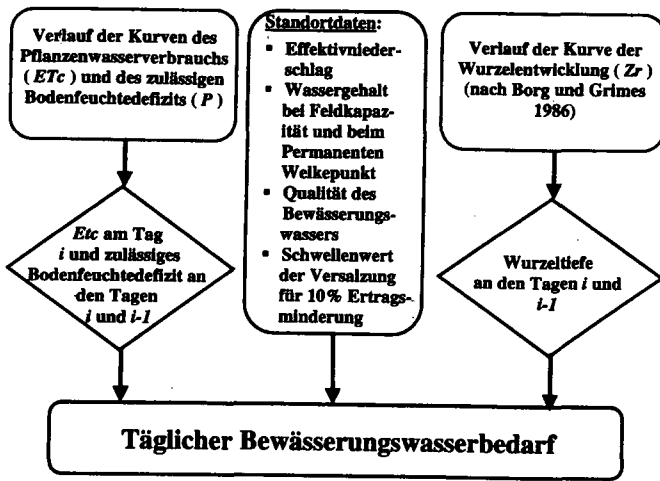 Verlauf der Kurven des
Pflanzenwasserverbrauchs
( ETc ) und des zulässigen
Bodenfeuchtedefizits ( P )
Etc am Tag
i und zulässiges
Bodenfeuchtedefizit an
den Tagen
i und i-1
Standortdaten:
▪ Effektivnieder-
schlag
▪ Wassergehalt
bei Feldkapaz-
ität und beim
Permanenten
Welkepunkt
▪ Qualität des
Bewässerungs-
wassers
▪ Schwellenwert
der Versalzung
für 10% Ertrags-
minderung
Verlauf der Kurve der
Wurzelentwicklung ( Zr )
(nach Borg und Grimes
1986)
Wurzeltiefe
an den Tagen i und
i-1
Täglicher Bewässerungswasserbedarf